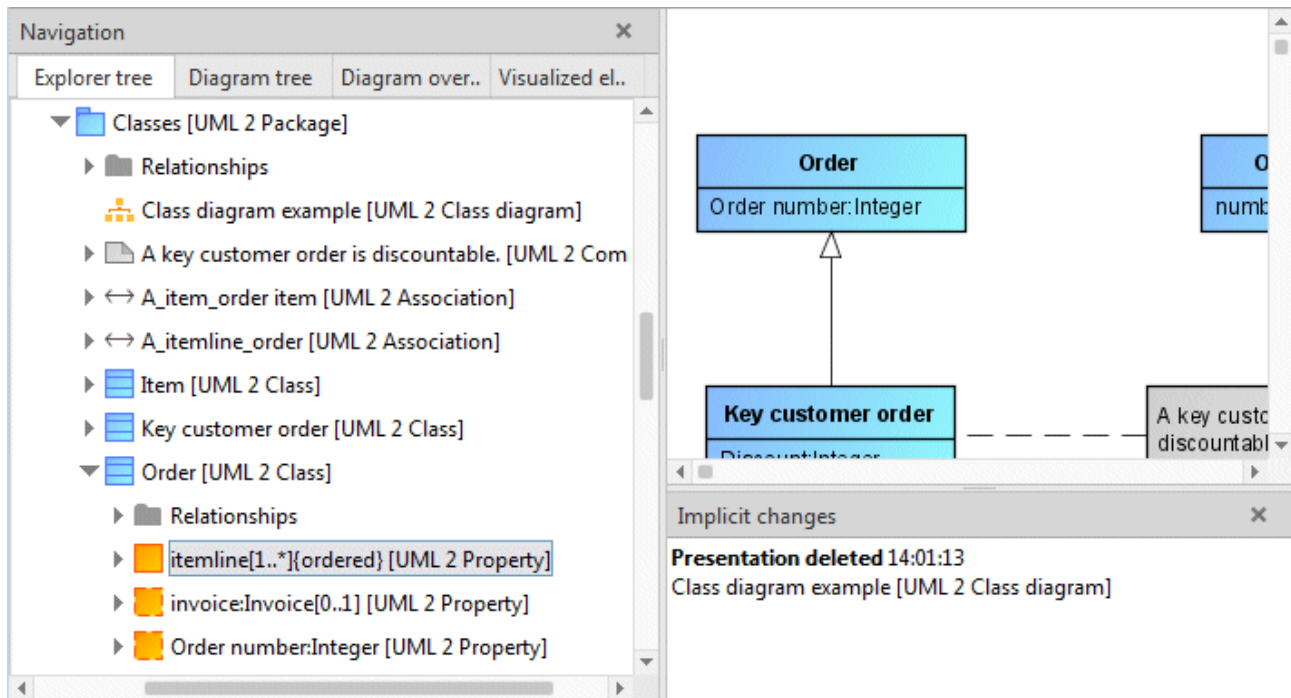 Navigation
Explorer tree
Diagram tree
Diagram over..
Visualized el..
Classes [UML 2 Package]
Relationships
Class diagram example [UML 2 Class diagram]
A key customer order is discountable. [UML 2 Com
A_item_order item [UML 2 Association]
A_itemline_order [UML 2 Association]
Item [UML 2 Class]
Key customer order [UML 2 Class]
Order [UML 2 Class]
Relationships
itemline[1..*]{ordered} [UML 2 Property]
invoice:Invoice[0..1] [UML 2 Property]
Order number:Integer [UML 2 Property]
Order
Order number:Integer
O
numb
Key customer order
Discount:Integer
A key custo
discountabl
Implicit changes
Presentation deleted 14:01:13
Class diagram example [UML 2 Class diagram]